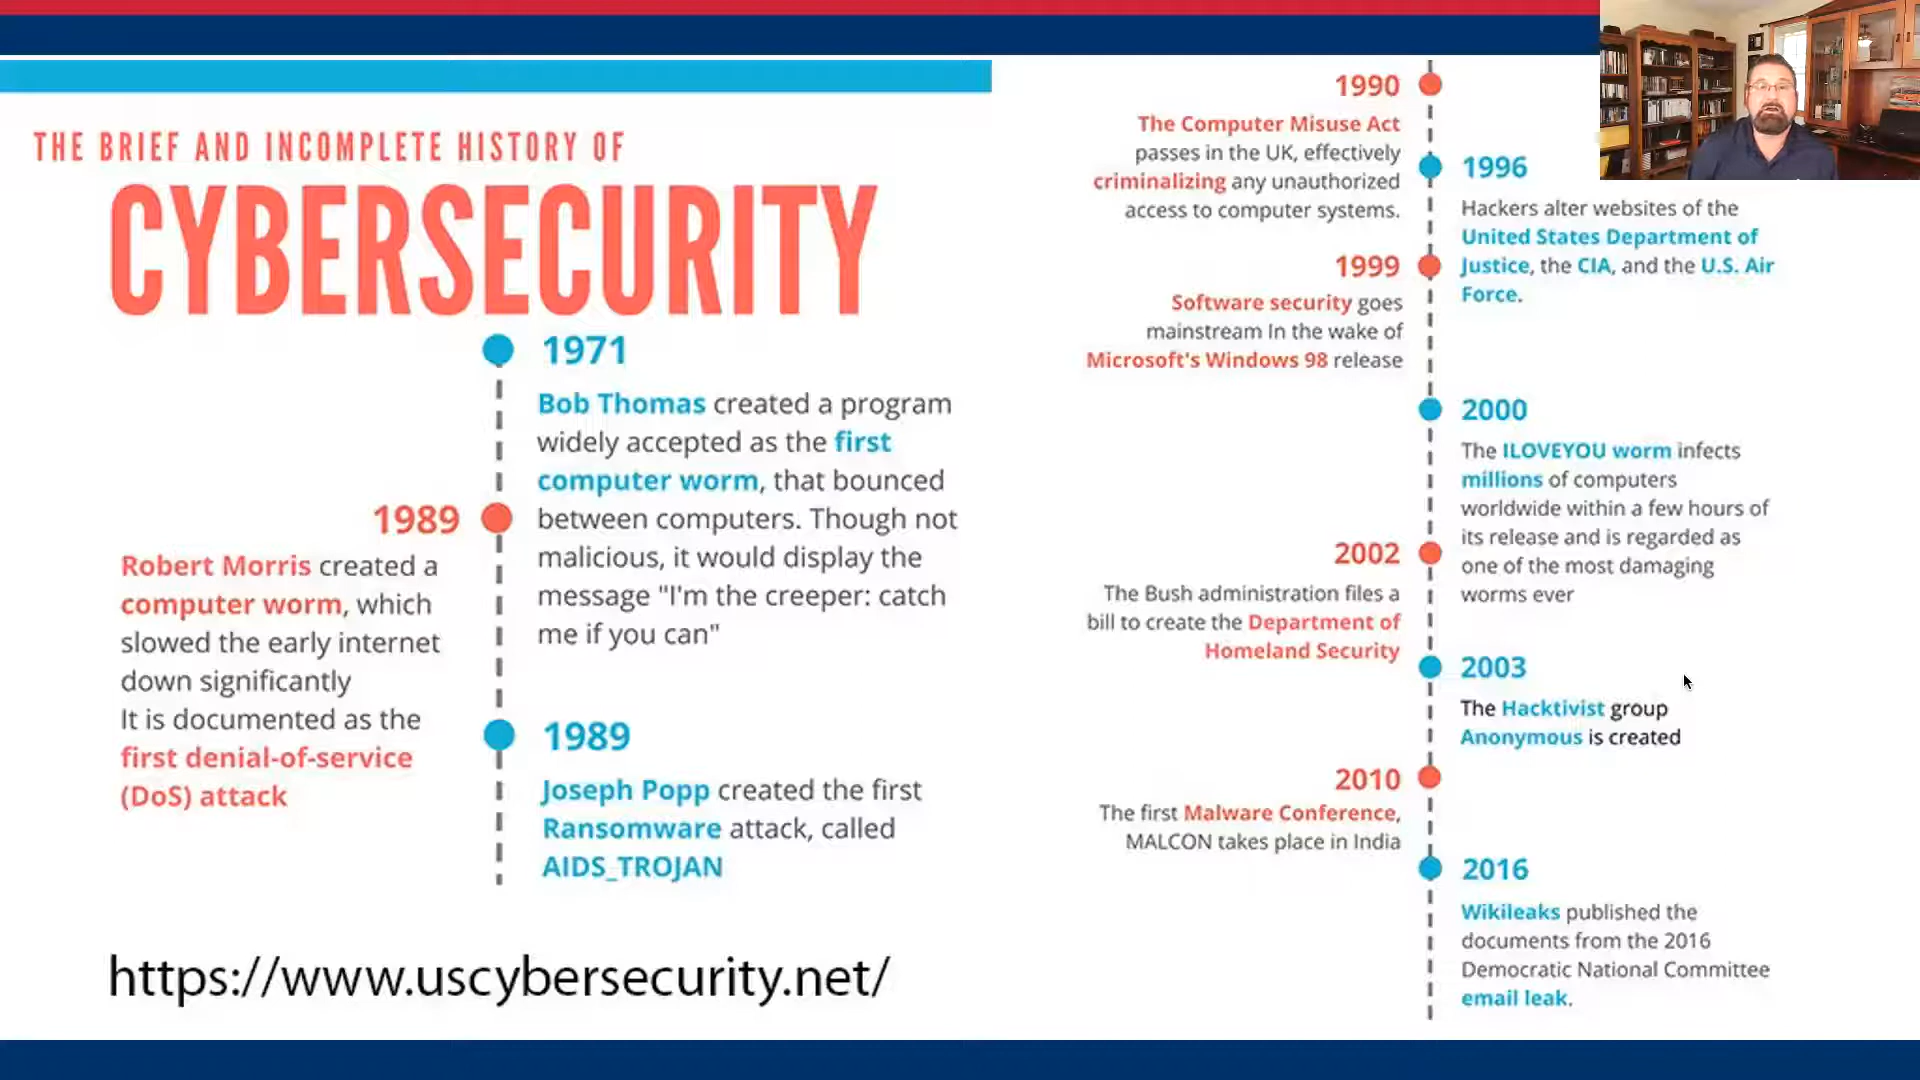 THE BRIEF AND INCOMPLETE HISTORY OF
CYBERSECURITY
1971
Bob Thomas created a program
widely accepted as the first
computer worm, that bounced
between computers. Though not
malicious, it would display the
message "I'm the creeper: catch
me if you can"
1989
Robert Morris created a
computer worm, which
slowed the early internet
down significantly
It is documented as the
first denial-of-service
(DoS) attack
1989
Joseph Popp created the first
Ransomware attack, called
AIDS_TROJAN
https://www.uscybersecurity.net/
1990
The Computer Misuse Act
passes in the UK, effectively
criminalizing any unauthorized
access to computer systems.
1996
Hackers alter websites of the
United States Department of
Justice, the CIA, and the U.S. Air
Force.
1999
Software security goes
mainstream In the wake of
Microsoft's Windows 98 release
2000
The ILOVEYOU worm infects
millions of computers
worldwide within a few hours of
its release and is regarded as
one of the most damaging
worms ever
2002
The Bush administration files a
bill to create the Department of
Homeland Security
2003
The Hacktivist group
Anonymous is created
2010
The first Malware Conference,
MALCON takes place in India
2016
Wikileaks published the
documents from the 2016
Democratic National Committee
email leak.